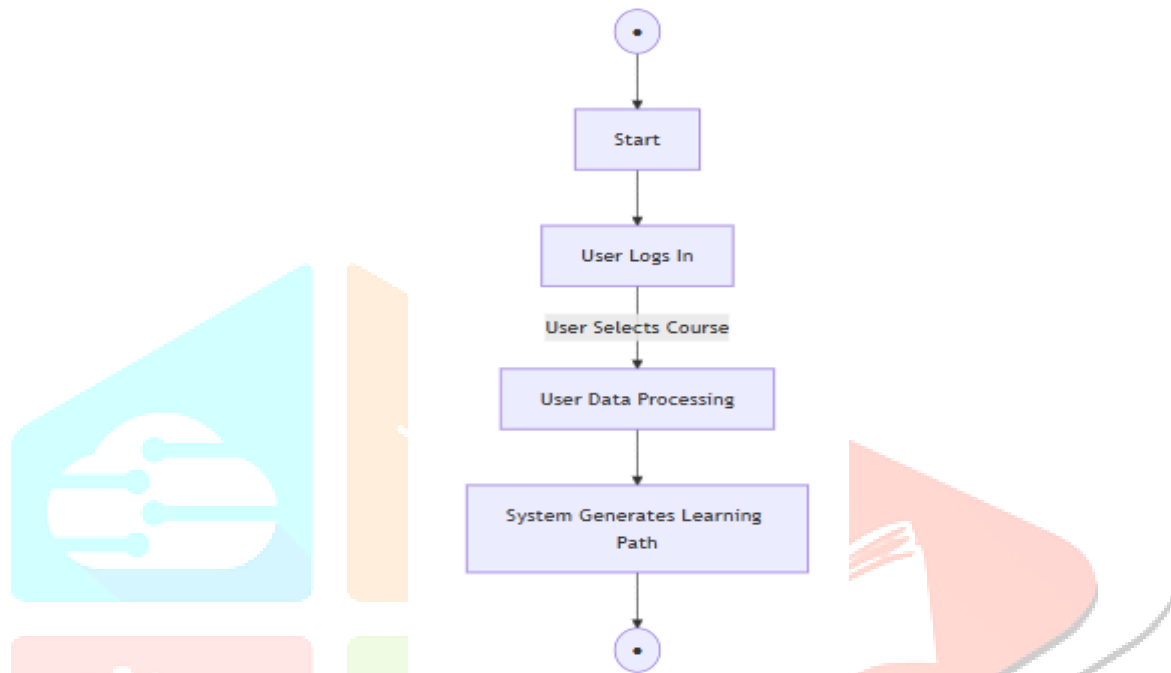 Start
User Logs In
User Selects Course
User Data Processing
System Generates Learning
Path